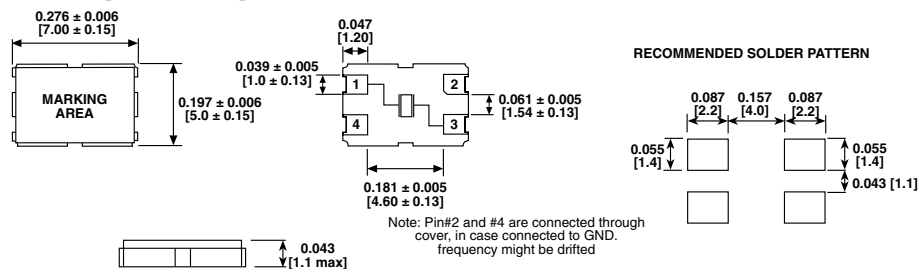 0.276 ± 0.006
[7.00 ± 0.15]
MARKING
AREA
0.197 ± 0.006
[5.0 ± 0.15]
0.043
[1.1 max]
0.047
[1.20]
0.039 ± 0.005
[1.0 ± 0.13]
1
2
4
3
0.061 ± 0.005
[1.54 ± 0.13]
0.181 ± 0.005
[4.60 ± 0.13]
Note: Pin#2 and #4 are connected through
cover, in case connected to GND.
frequency might be drifted
RECOMMENDED SOLDER PATTERN
0.087
[2.2]
0.157
[4.0]
0.087
[2.2]
0.055
[1.4]
0.055
[1.4]
0.043 [1.1]